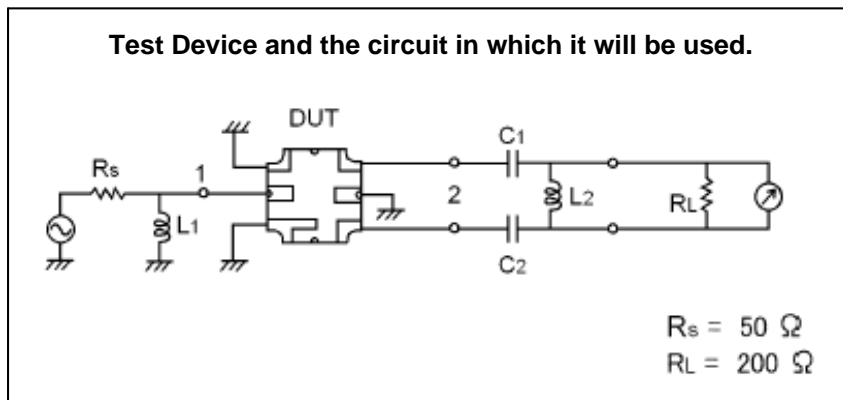 Test Device and the circuit in which it will be used.
DUT
Rs
1
L1
2
C1
C2
L2
RL
Rs = 50 Ω
RL = 200 Ω